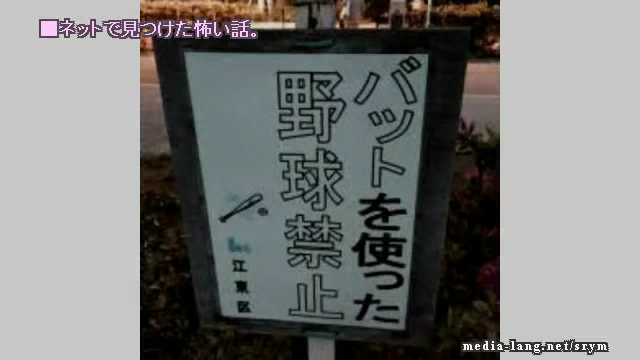 ■ネットで見つけた怖い話。
バットを使った
野球禁止
江東区
media-lang.net/srym